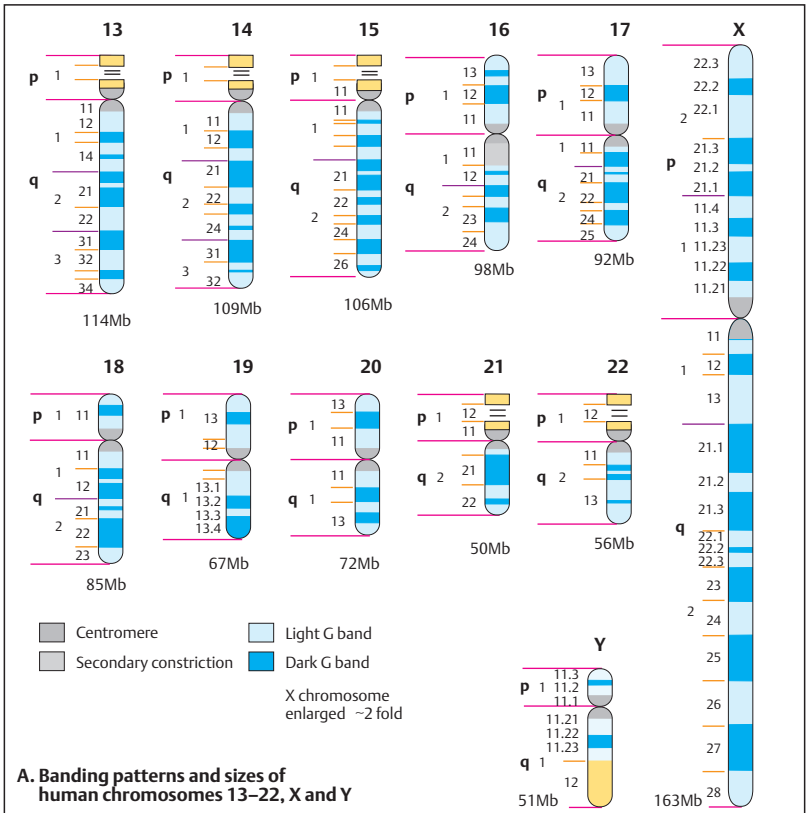 13 14 15 16 17 X
p 1
q 1 11 12 14
2 21 22
3 31 32 34
114Mb
p 1
q 1 11 12
2 21 22 24
3 31 32
109Mb
p 1 11
q 1 11
2 21 22 24 26
106Mb
p 1 13 12 11
q 1 11 12
2 23 24
98Mb
p 1 13 12 11
q 1 11
2 21 22 24 25
92Mb
p 2 22.3 22.2 22.1 21.3 21.2 21.1
1 11.4 11.3 11.23 11.22 11.21
q 1 11 12 13
2 21.1 21.2 21.3 22.1 22.2 22.3 23 24 25 26 27 28
163Mb
18 19 20 21 22
p 1 11
q 1 11 12
2 21 22 23
85Mb
p 1 13 12
q 1 13.1 13.2 13.3 13.4
67Mb
p 1 13 11
q 1 11 13
72Mb
p 1 12 11
q 2 21 22
50Mb
p 1 12
q 2 11 13
56Mb
Y
p 1 11.3 11.2 11.1
q 1 11.21 11.22 11.23 12
51Mb
Centromere
Secondary constriction
Light G band
Dark G band
X chromosome
enlarged ~2 fold
A. Banding patterns and sizes of
human chromosomes 13–22, X and Y